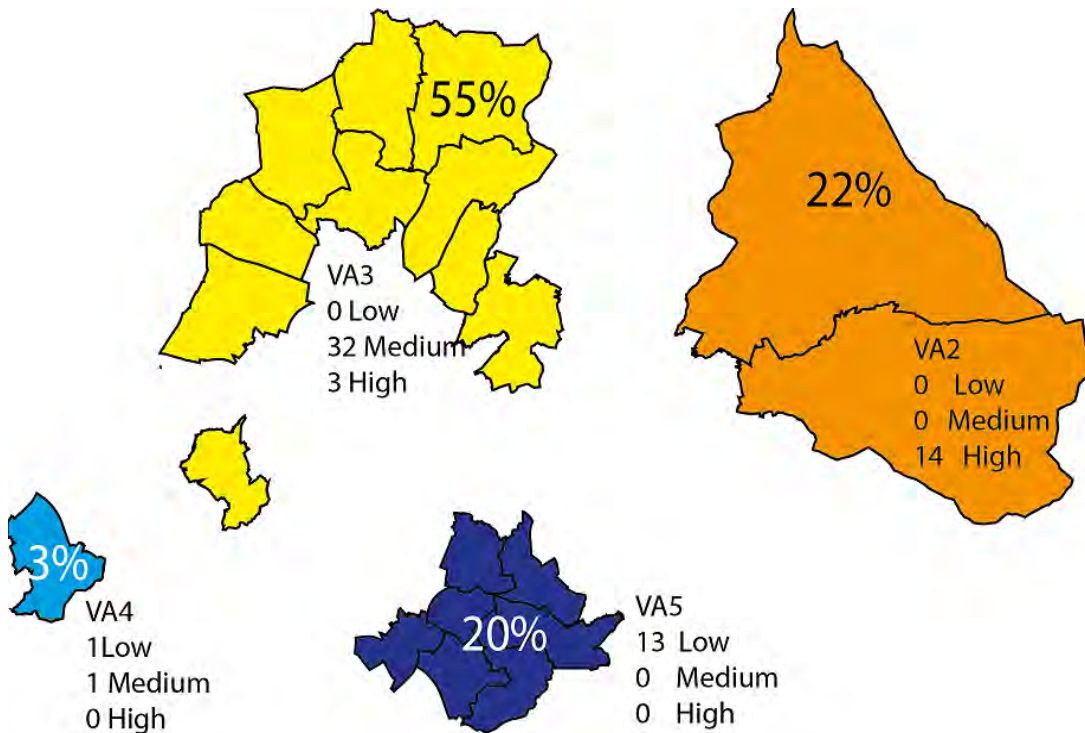 55%
VA3
0 Low
32 Medium
3 High
22%
VA2
0 Low
0 Medium
14 High
3%
VA4
1Low
1 Medium
0 High
20%
VA5
13 Low
0 Medium
0 High